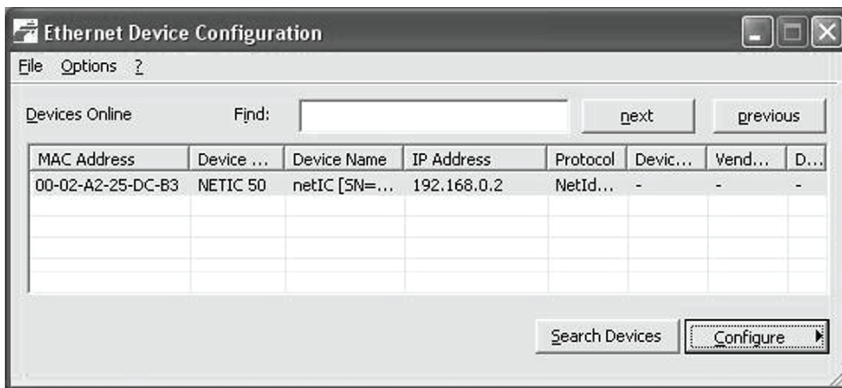 Ethernet Device Configuration
File Options ?
Devices Online Find: next previous
MAC Address Device ... Device Name IP Address Protocol Devic... Vend... D...
00-02-A2-25-DC-B3 NETIC 50 netIC [SN=... 192.168.0.2 NetId... - - -
Search Devices Configure